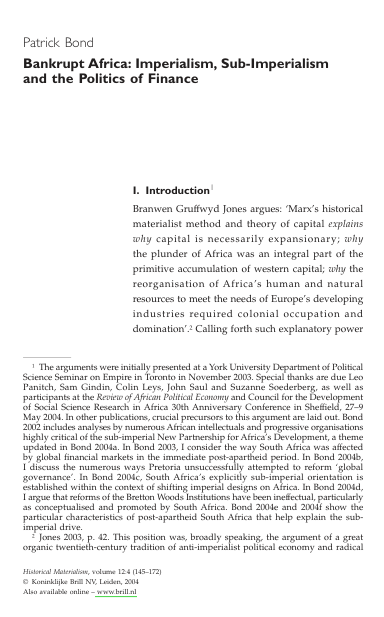 Patrick Bond
Bankrupt Africa: Imperialism, Sub-Imperialism
and the Politics of Finance
I. Introduction1
Branwen Gruffwyd Jones argues: ‘Marx’s historical
materialist method and theory of capital explains
why capital is necessarily expansionary; why
the plunder of Africa was an integral part of the
primitive accumulation of western capital; why the
reorganisation of Africa’s human and natural
resources to meet the needs of Europe’s developing
industries required colonial occupation and
domination’.2 Calling forth such explanatory power
1 The arguments were initially presented at a York University Department of Political
Science Seminar on Empire in Toronto in November 2003. Special thanks are due Leo
Panitch, Sam Gindin, Colin Leys, John Saul and Suzanne Soederberg, as well as
participants at the Review of African Political Economy and Council for the Development
of Social Science Research in Africa 30th Anniversary Conference in Sheffield, 27–9
May 2004. In other publications, crucial precursors to this argument are laid out. Bond
2002 includes analyses by numerous African intellectuals and progressive organisations
highly critical of the sub-imperial New Partnership for Africa’s Development, a theme
updated in Bond 2004a. In Bond 2003, I consider the way South Africa was affected
by global financial markets in the immediate post-apartheid period. In Bond 2004b,
I discuss the numerous ways Pretoria unsuccessfully attempted to reform ‘global
governance’. In Bond 2004c, South Africa’s explicitly sub-imperial orientation is
established within the context of shifting imperial designs on Africa. In Bond 2004d,
I argue that reforms of the Bretton Woods Institutions have been ineffectual, particularly
as conceptualised and promoted by South Africa. Bond 2004e and 2004f show the
particular characteristics of post-apartheid South Africa that help explain the sub-
imperial drive.
2 Jones 2003, p. 42. This position was, broadly speaking, the argument of a great
organic twentieth-century tradition of anti-imperialist political economy and radical
Historical Materialism, volume 12:4 (145–172)
© Koninklijke Brill NV, Leiden, 2004
Also available online – www.brill.nl